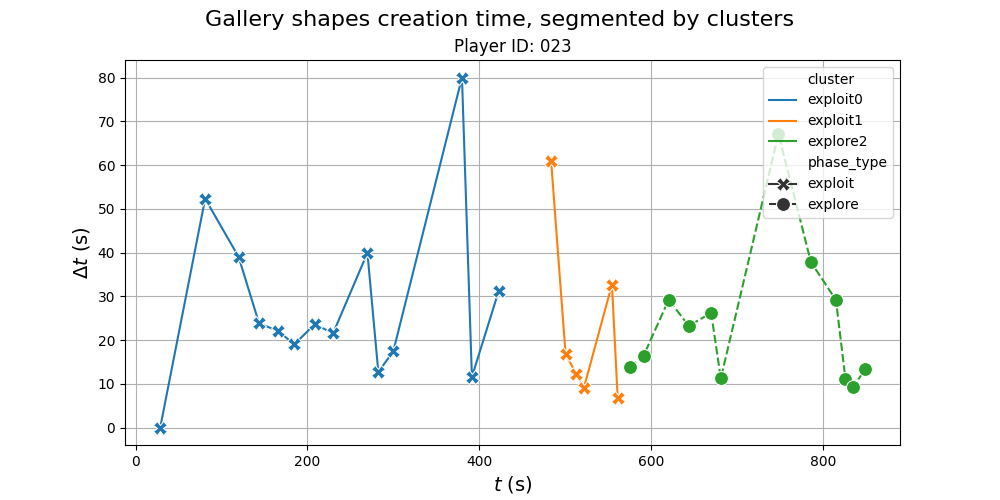 Gallery shapes creation time, segmented by clusters
Player ID: 023
80
70
60
50
40
30
20
10
0
Δt (s)
cluster
exploit0
exploit1
explore2
phase_type
exploit
explore
0 200 400 600 800
t (s)